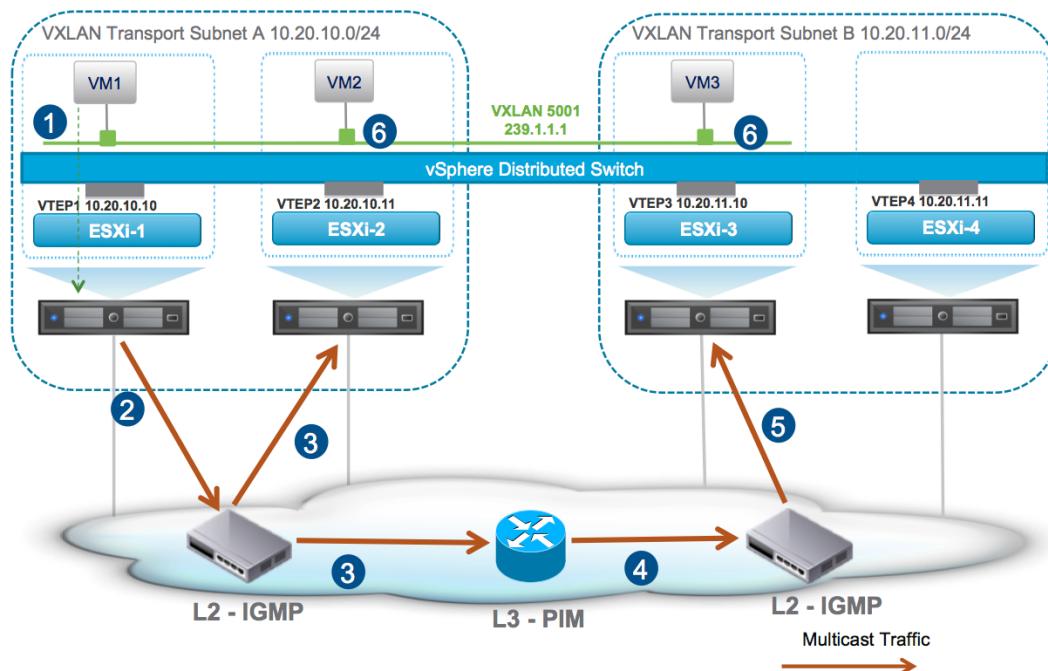 VXLAN Transport Subnet A 10.20.10.0/24
VXLAN Transport Subnet B 10.20.11.0/24
VM1
VM2
VM3
1
VXLAN 5001
239.1.1.1
6
6
vSphere Distributed Switch
VTEP1 10.20.10.10
VTEP2 10.20.10.11
VTEP3 10.20.11.10
VTEP4 10.20.11.11
ESXi-1
ESXi-2
ESXi-3
ESXi-4
2
3
5
3
4
L2 - IGMP
L3 - PIM
L2 - IGMP
Multicast Traffic